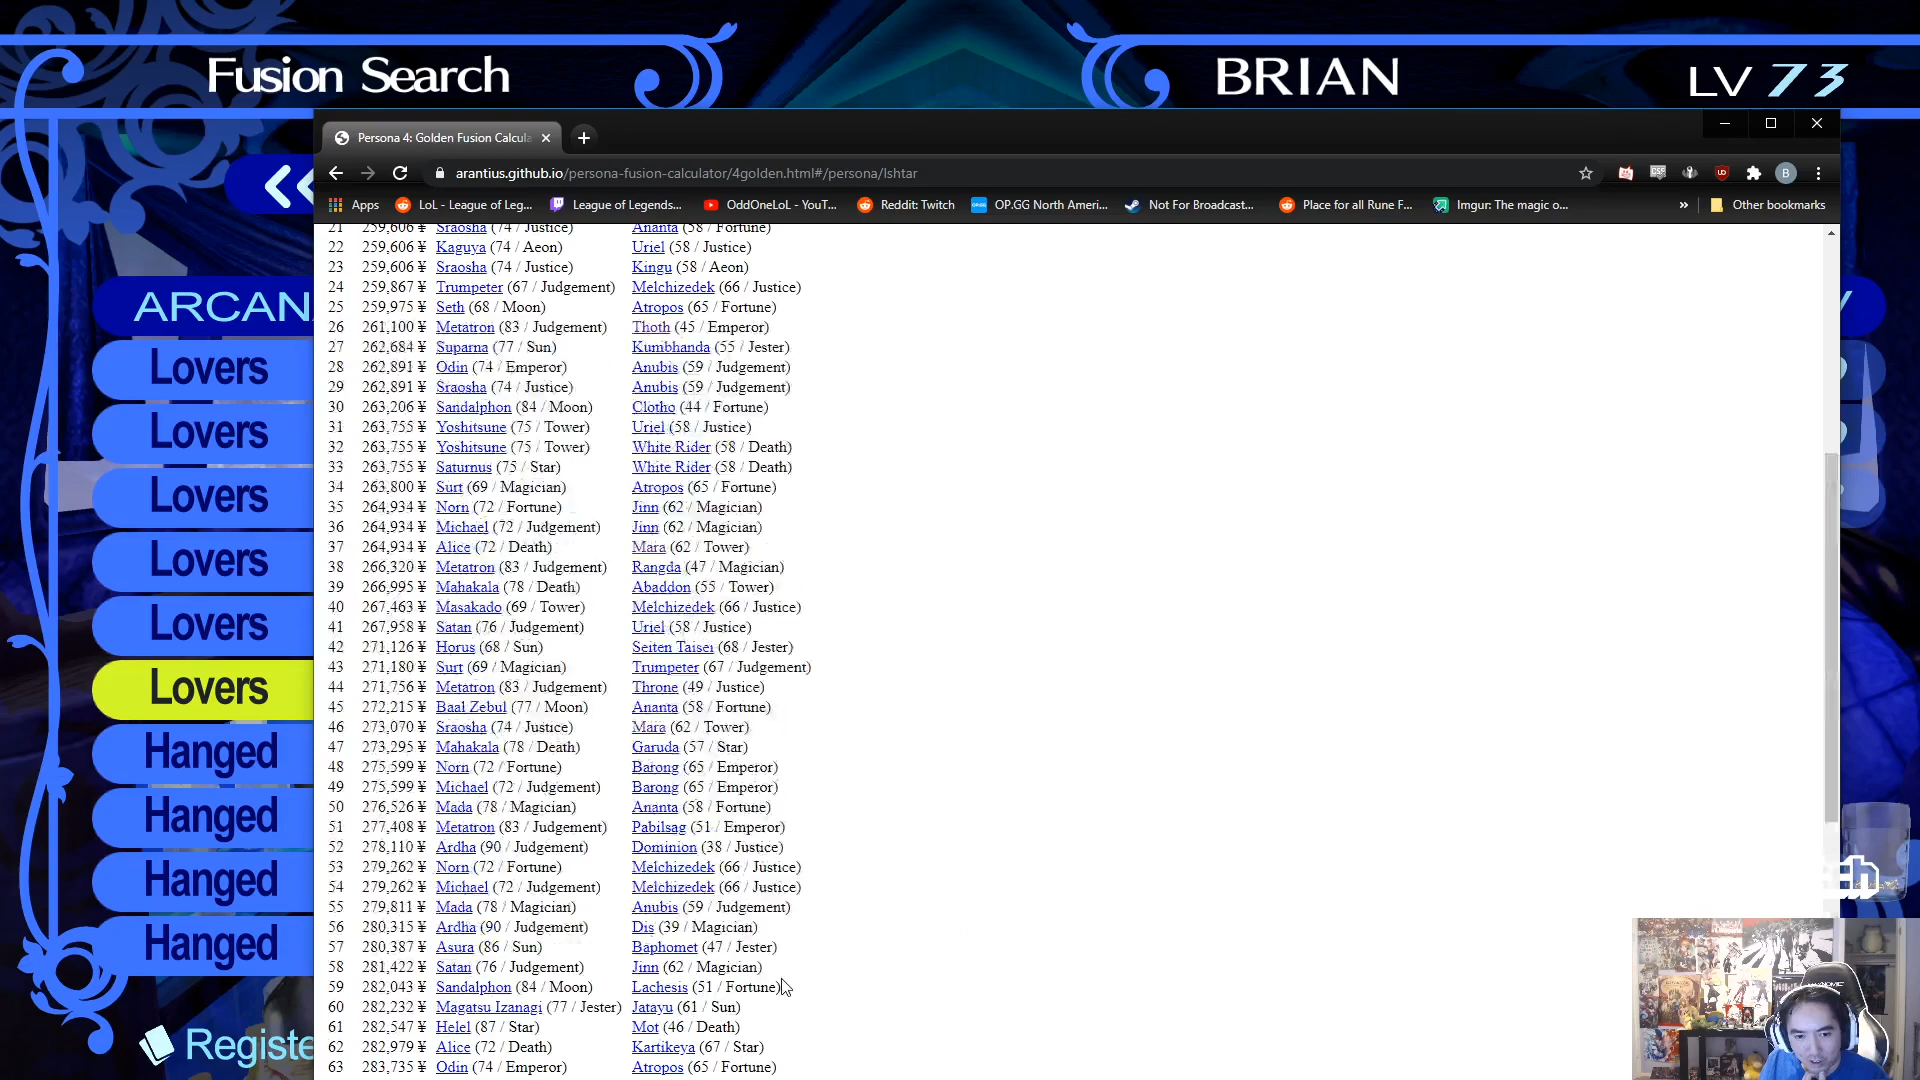 Fusion Search
BRIAN
LV 73
Persona 4: Golden Fusion Calcula
arantius.github.io/persona-fusion-calculator/4golden.html#/persona/Ishtar
Apps
LoL - League of Leg...
League of Legends...
OddOneLoL - YouT...
Reddit: Twitch
OP.GG North Ameri...
Not For Broadcast...
Place for all Rune F...
Imgur: The magic o...
Other bookmarks
21 259,606 ¥ Sraosha (74 / Justice) Ananta (58 / Fortune)
22 259,606 ¥ Kaguya (74 / Aeon) Uriel (58 / Justice)
23 259,606 ¥ Sraosha (74 / Justice) Kingu (58 / Aeon)
24 259,867 ¥ Trumpeter (67 / Judgement) Melchizedek (66 / Justice)
25 259,975 ¥ Seth (68 / Moon) Atropos (65 / Fortune)
26 261,100 ¥ Metatron (83 / Judgement) Thoth (45 / Emperor)
27 262,684 ¥ Suparna (77 / Sun) Kumbhanda (55 / Jester)
28 262,891 ¥ Odin (74 / Emperor) Anubis (59 / Judgement)
29 262,891 ¥ Sraosha (74 / Justice) Anubis (59 / Judgement)
30 263,206 ¥ Sandalphon (84 / Moon) Clotho (44 / Fortune)
31 263,755 ¥ Yoshitsune (75 / Tower) Uriel (58 / Justice)
32 263,755 ¥ Yoshitsune (75 / Tower) White Rider (58 / Death)
33 263,755 ¥ Saturnus (75 / Star) White Rider (58 / Death)
34 263,800 ¥ Surt (69 / Magician) Atropos (65 / Fortune)
35 264,934 ¥ Norn (72 / Fortune) Jinn (62 / Magician)
36 264,934 ¥ Michael (72 / Judgement) Jinn (62 / Magician)
37 264,934 ¥ Alice (72 / Death) Mara (62 / Tower)
38 266,320 ¥ Metatron (83 / Judgement) Rangda (47 / Magician)
39 266,995 ¥ Mahakala (78 / Death) Abaddon (55 / Tower)
40 267,463 ¥ Masakado (69 / Tower) Melchizedek (66 / Justice)
41 267,958 ¥ Satan (76 / Judgement) Uriel (58 / Justice)
42 271,126 ¥ Horus (68 / Sun) Seiten Taisei (68 / Jester)
43 271,180 ¥ Surt (69 / Magician) Trumpeter (67 / Judgement)
44 271,756 ¥ Metatron (83 / Judgement) Throne (49 / Justice)
45 272,215 ¥ Baal Zebul (77 / Moon) Ananta (58 / Fortune)
46 273,070 ¥ Sraosha (74 / Justice) Mara (62 / Tower)
47 273,295 ¥ Mahakala (78 / Death) Garuda (57 / Star)
48 275,599 ¥ Norn (72 / Fortune) Barong (65 / Emperor)
49 275,599 ¥ Michael (72 / Judgement) Barong (65 / Emperor)
50 276,526 ¥ Mada (78 / Magician) Ananta (58 / Fortune)
51 277,408 ¥ Metatron (83 / Judgement) Pabilsag (51 / Emperor)
52 278,110 ¥ Ardha (90 / Judgement) Dominion (38 / Justice)
53 279,262 ¥ Norn (72 / Fortune) Melchizedek (66 / Justice)
54 279,262 ¥ Michael (72 / Judgement) Melchizedek (66 / Justice)
55 279,811 ¥ Mada (78 / Magician) Anubis (59 / Judgement)
56 280,315 ¥ Ardha (90 / Judgement) Dis (39 / Magician)
57 280,387 ¥ Asura (86 / Sun) Baphomet (47 / Jester)
58 281,422 ¥ Satan (76 / Judgement) Jinn (62 / Magician)
59 282,043 ¥ Sandalphon (84 / Moon) Lachesis (51 / Fortune)
60 282,232 ¥ Magatsu Izanagi (77 / Jester) Jatayu (61 / Sun)
61 282,547 ¥ Helel (87 / Star) Mot (46 / Death)
62 282,979 ¥ Alice (72 / Death) Kartikeya (67 / Star)
63 283,735 ¥ Odin (74 / Emperor) Atropos (65 / Fortune)
ARCAN
Lovers
Lovers
Lovers
Lovers
Lovers
Lovers
Hanged
Hanged
Hanged
Hanged
Registe